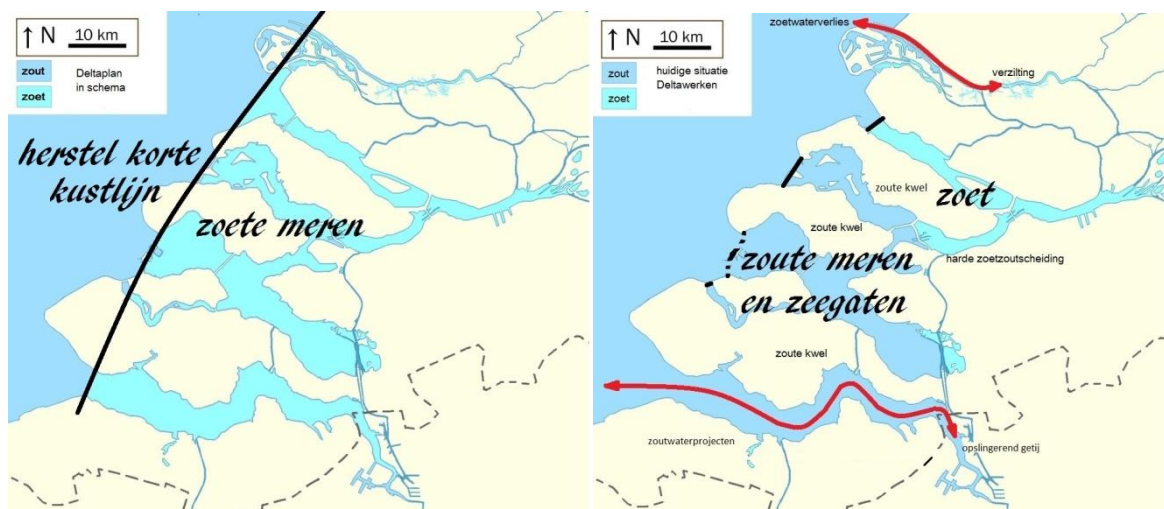 ↑ N 10 km
zout
Deltaplan
in schema
zoet
herstel korte
kustlijn
zoete meren
↑ N 10 km
zout
huidige situatie
Deltawerken
zoet
zoetwaterverlies
verzilting
zoute kwel
zoet
zoute kwel
harde zoetzoutscheiding
zoute meren
en zeegaten
zoute kwel
zoutwaterprojecten
opslingerend getij